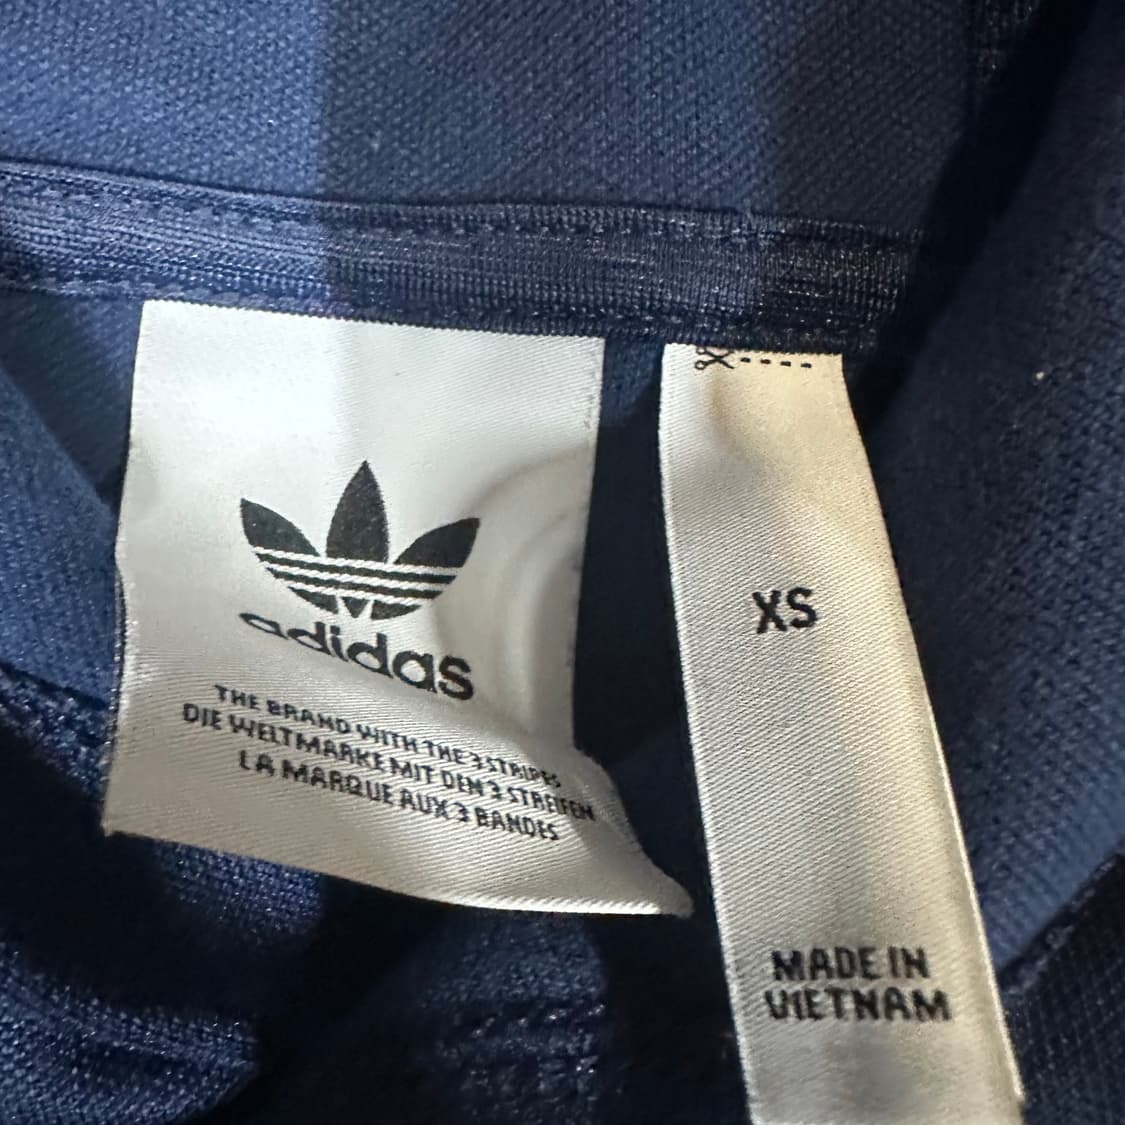 adidas
THE BRAND WITH THE 3 STRIPES
DIE WELTMARKE MIT DEN 3 STREIFEN
LA MARQUE AUX 3 BANDES
XS
MADE IN
VIETNAM